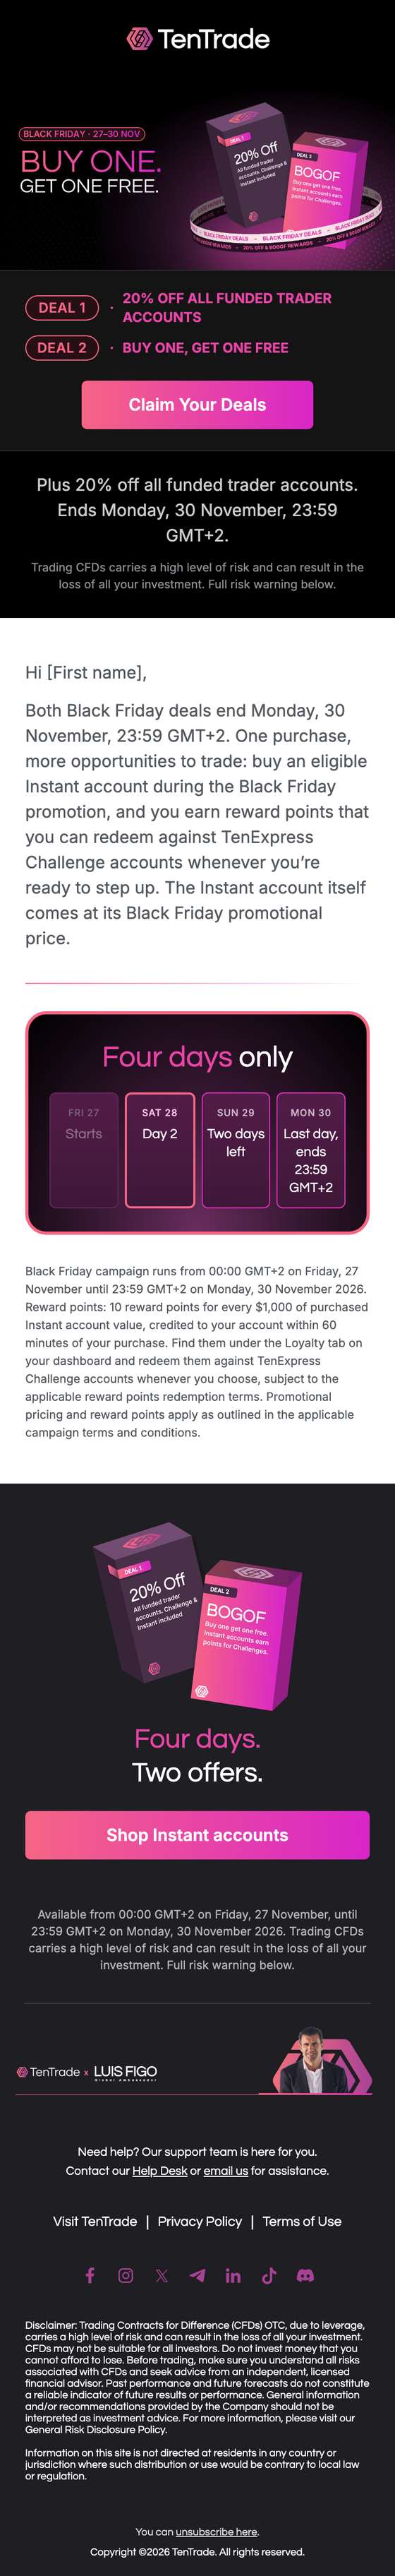 TenTrade
BLACK FRIDAY · 27–30 NOV
BUY ONE.
GET ONE FREE.
DEAL 1
20% Off
All funded trader
accounts. Challenge &
Instant included
DEAL 2
BOGOF
Buy one get one free.
Instant accounts earn
points for Challenges.
BLACK FRIDAY DEALS
20% OFF & BOGOF REWARDS
DEAL 1 · 20% OFF ALL FUNDED TRADER
ACCOUNTS
DEAL 2 · BUY ONE, GET ONE FREE
Claim Your Deals
Plus 20% off all funded trader accounts.
Ends Monday, 30 November, 23:59
GMT+2.
Trading CFDs carries a high level of risk and can result in the
loss of all your investment. Full risk warning below.
Hi [First name],
Both Black Friday deals end Monday, 30
November, 23:59 GMT+2. One purchase,
more opportunities to trade: buy an eligible
Instant account during the Black Friday
promotion, and you earn reward points that
you can redeem against TenExpress
Challenge accounts whenever you’re
ready to step up. The Instant account itself
comes at its Black Friday promotional
price.
Four days only
FRI 27
Starts
SAT 28
Day 2
SUN 29
Two days
left
MON 30
Last day,
ends
23:59
GMT+2
Black Friday campaign runs from 00:00 GMT+2 on Friday, 27
November until 23:59 GMT+2 on Monday, 30 November 2026.
Reward points: 10 reward points for every $1,000 of purchased
Instant account value, credited to your account within 60
minutes of your purchase. Find them under the Loyalty tab on
your dashboard and redeem them against TenExpress
Challenge accounts whenever you choose, subject to the
applicable reward points redemption terms. Promotional
pricing and reward points apply as outlined in the applicable
campaign terms and conditions.
DEAL 1
20% Off
All funded trader
accounts. Challenge &
Instant included
DEAL 2
BOGOF
Buy one get one free.
Instant accounts earn
points for Challenges.
Four days.
Two offers.
Shop Instant accounts
Available from 00:00 GMT+2 on Friday, 27 November, until
23:59 GMT+2 on Monday, 30 November 2026. Trading CFDs
carries a high level of risk and can result in the loss of all your
investment. Full risk warning below.
TenTrade x LUIS FIGO
Global Ambassador
Need help? Our support team is here for you.
Contact our Help Desk or email us for assistance.
Visit TenTrade | Privacy Policy | Terms of Use
Disclaimer: Trading Contracts for Difference (CFDs) OTC, due to leverage,
carries a high level of risk and can result in the loss of all your investment.
CFDs may not be suitable for all investors. Do not invest money that you
cannot afford to lose. Before trading, make sure you understand all risks
associated with CFDs and seek advice from an independent, licensed
financial advisor. Past performance and future forecasts do not constitute
a reliable indicator of future results or performance. General information
and/or recommendations provided by the Company should not be
interpreted as investment advice. For more information, please visit our
General Risk Disclosure Policy.
Information on this site is not directed at residents in any country or
jurisdiction where such distribution or use would be contrary to local law
or regulation.
You can unsubscribe here.
Copyright ©2026 TenTrade. All rights reserved.